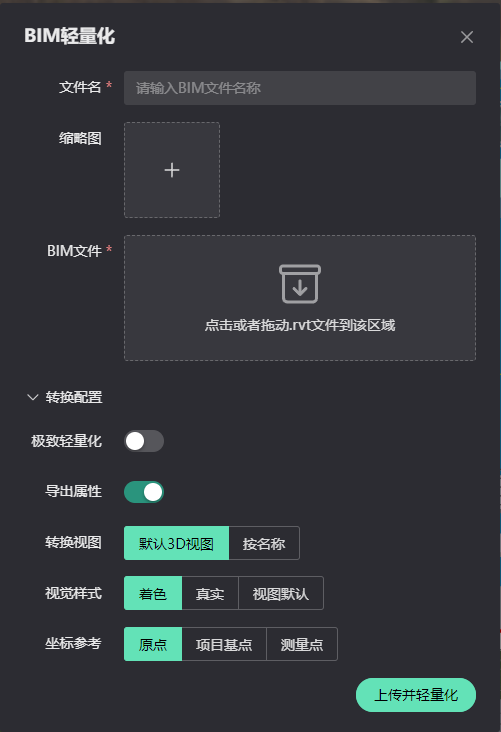 BIM轻量化
文件名 * 请输入BIM文件名称
缩略图
BIM文件 *
点击或者拖动.rvt文件到该区域
转换配置
极致轻量化
导出属性
转换视图 默认3D视图 按名称
视觉样式 着色 真实 视图默认
坐标参考 原点 项目基点 测量点
上传并轻量化